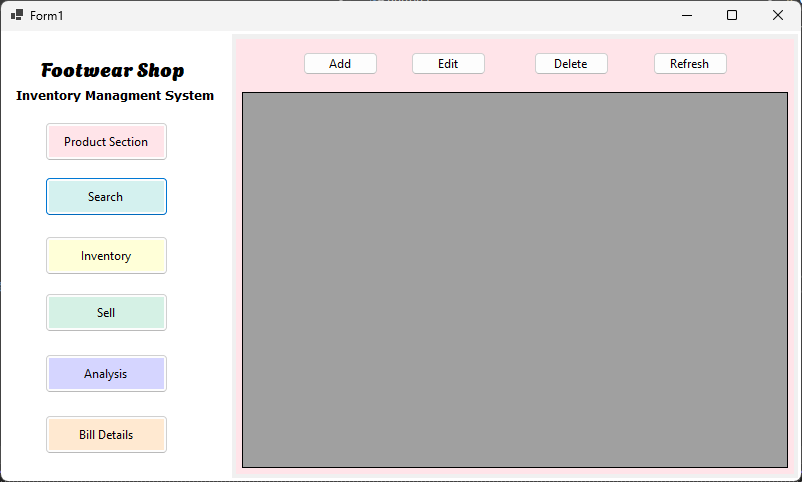 Form1
Footwear Shop
Inventory Managment System
Product Section
Search
Inventory
Sell
Analysis
Bill Details
Add Edit Delete Refresh